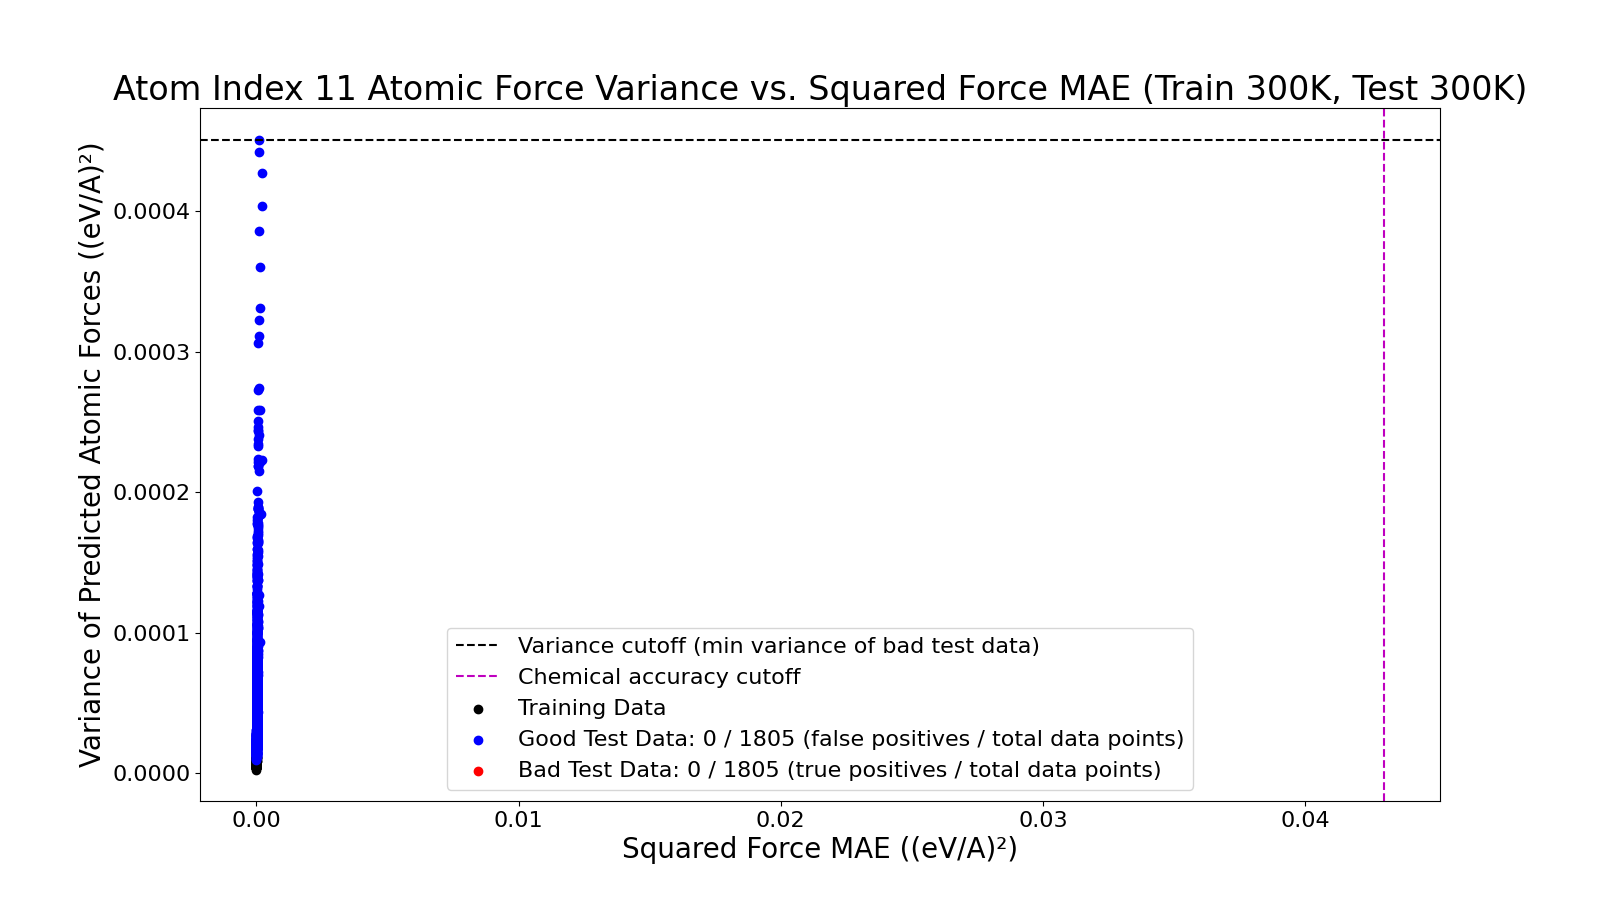 Atom Index 11 Atomic Force Variance vs. Squared Force MAE (Train 300K, Test 300K)
Variance of Predicted Atomic Forces ((eV/A)²)
0.0004
0.0003
0.0002
0.0001
0.0000
Variance cutoff (min variance of bad test data)
Chemical accuracy cutoff
Training Data
Good Test Data: 0 / 1805 (false positives / total data points)
Bad Test Data: 0 / 1805 (true positives / total data points)
0.00 0.01 0.02 0.03 0.04
Squared Force MAE ((eV/A)²)